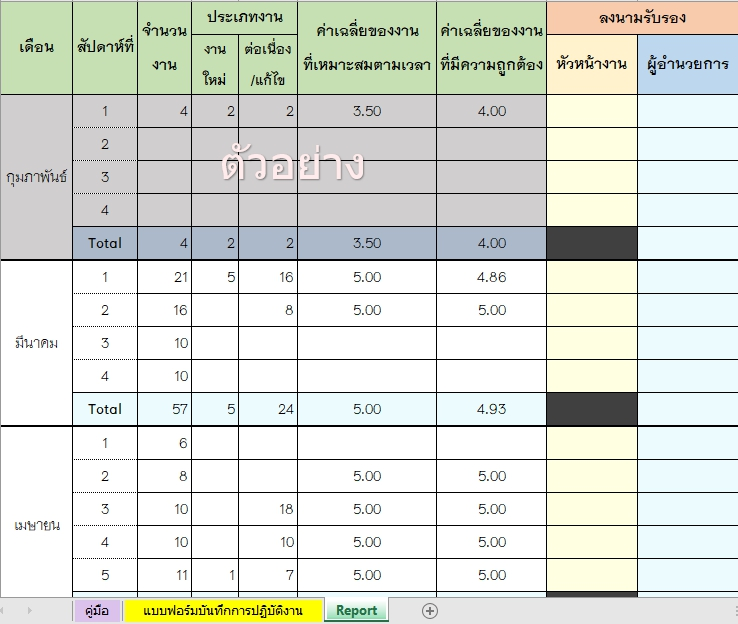 เดือน สัปดาห์ที่ จำนวนงาน ประเภทงาน ค่าเฉลี่ยของงานที่เหมาะสมตามเวลา ค่าเฉลี่ยของงานที่มีความถูกต้อง ลงนามรับรอง
งานใหม่ ต่อเนื่อง/แก้ไข หัวหน้างาน ผู้อำนวยการ
กุมภาพันธ์
1 4 2 2 3.50 4.00
2
3
4
ตัวอย่าง
Total 4 2 2 3.50 4.00
มีนาคม
1 21 5 16 5.00 4.86
2 16 8 5.00 5.00
3 10
4 10
Total 57 5 24 5.00 4.93
เมษายน
1 6
2 8 5.00 5.00
3 10 18 5.00 5.00
4 10 10 5.00 5.00
5 11 1 7 5.00 5.00
คู่มือ แบบฟอร์มบันทึกการปฏิบัติงาน Report